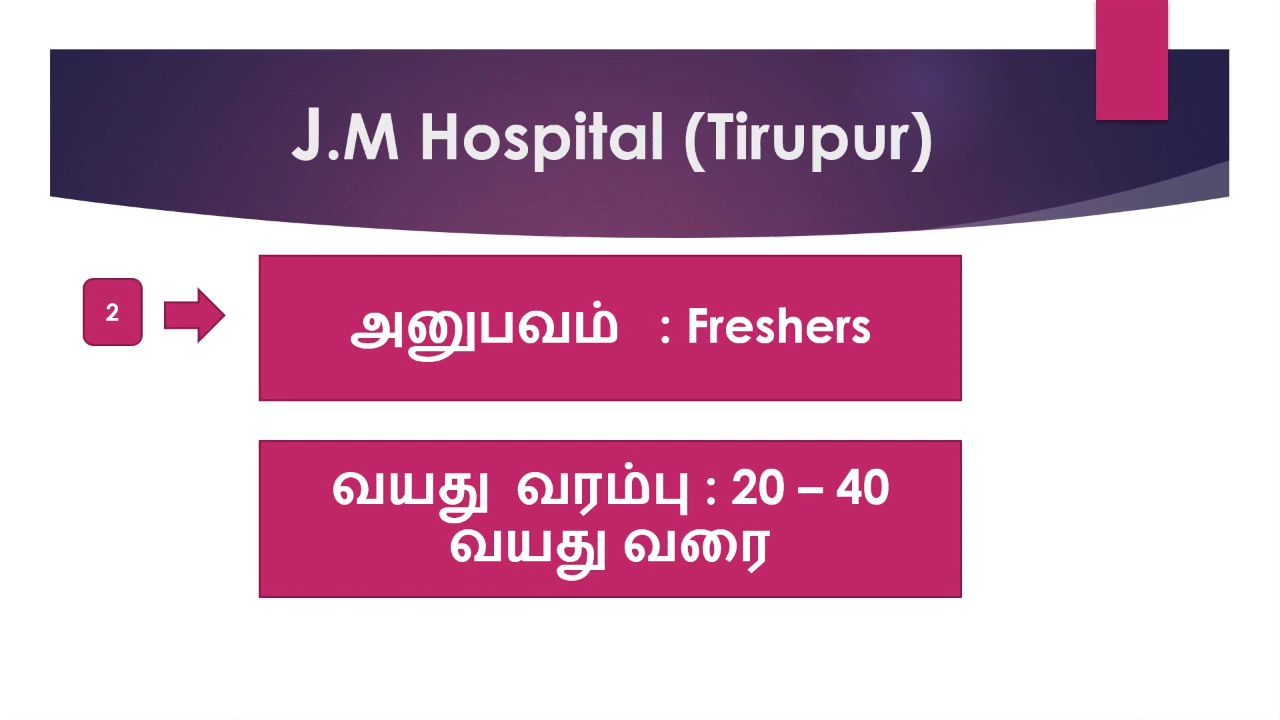 J.M Hospital (Tirupur)
2
அனுபவம் : Freshers
வயது வரம்பு : 20 – 40
வயது வரை